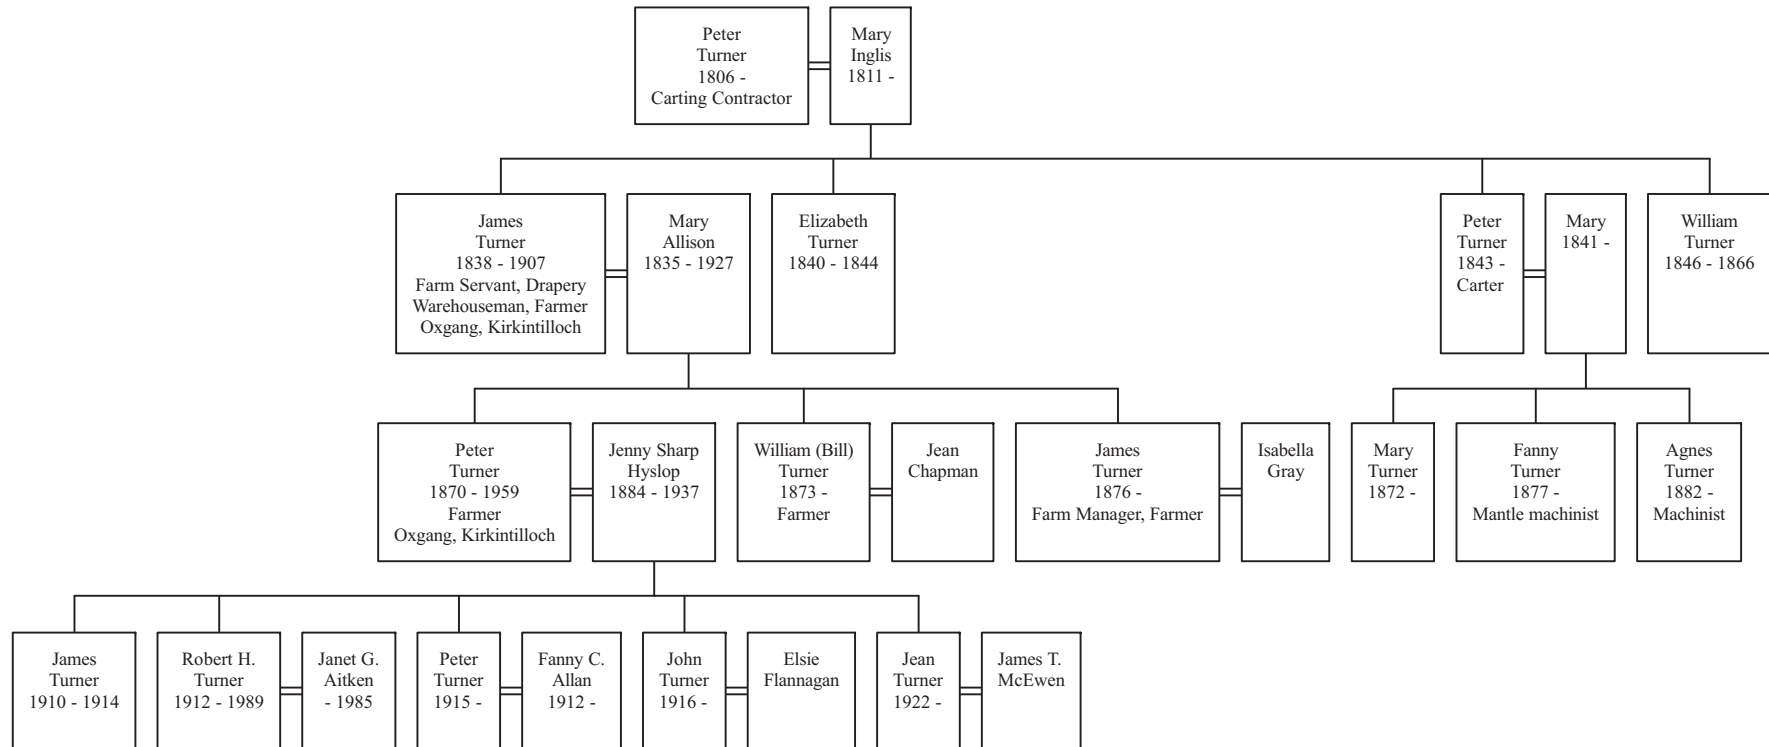 Peter
Turner
1806 -
Carting Contractor
Mary
Inglis
1811 -
James
Turner
1838 - 1907
Farm Servant, Drapery
Warehouseman, Farmer
Oxgang, Kirkintilloch
Mary
Allison
1835 - 1927
Elizabeth
Turner
1840 - 1844
Peter
Turner
1843 -
Carter
Mary
1841 -
William
Turner
1846 - 1866
Peter
Turner
1870 - 1959
Farmer
Oxgang, Kirkintilloch
Jenny Sharp
Hyslop
1884 - 1937
William (Bill)
Turner
1873 -
Farmer
Jean
Chapman
James
Turner
1876 -
Farm Manager, Farmer
Isabella
Gray
Mary
Turner
1872 -
Fanny
Turner
1877 -
Mantle machinist
Agnes
Turner
1882 -
Machinist
James
Turner
1910 - 1914
Robert H.
Turner
1912 - 1989
Janet G.
Aitken
- 1985
Peter
Turner
1915 -
Fanny C.
Allan
1912 -
John
Turner
1916 -
Elsie
Flannagan
Jean
Turner
1922 -
James T.
McEwen